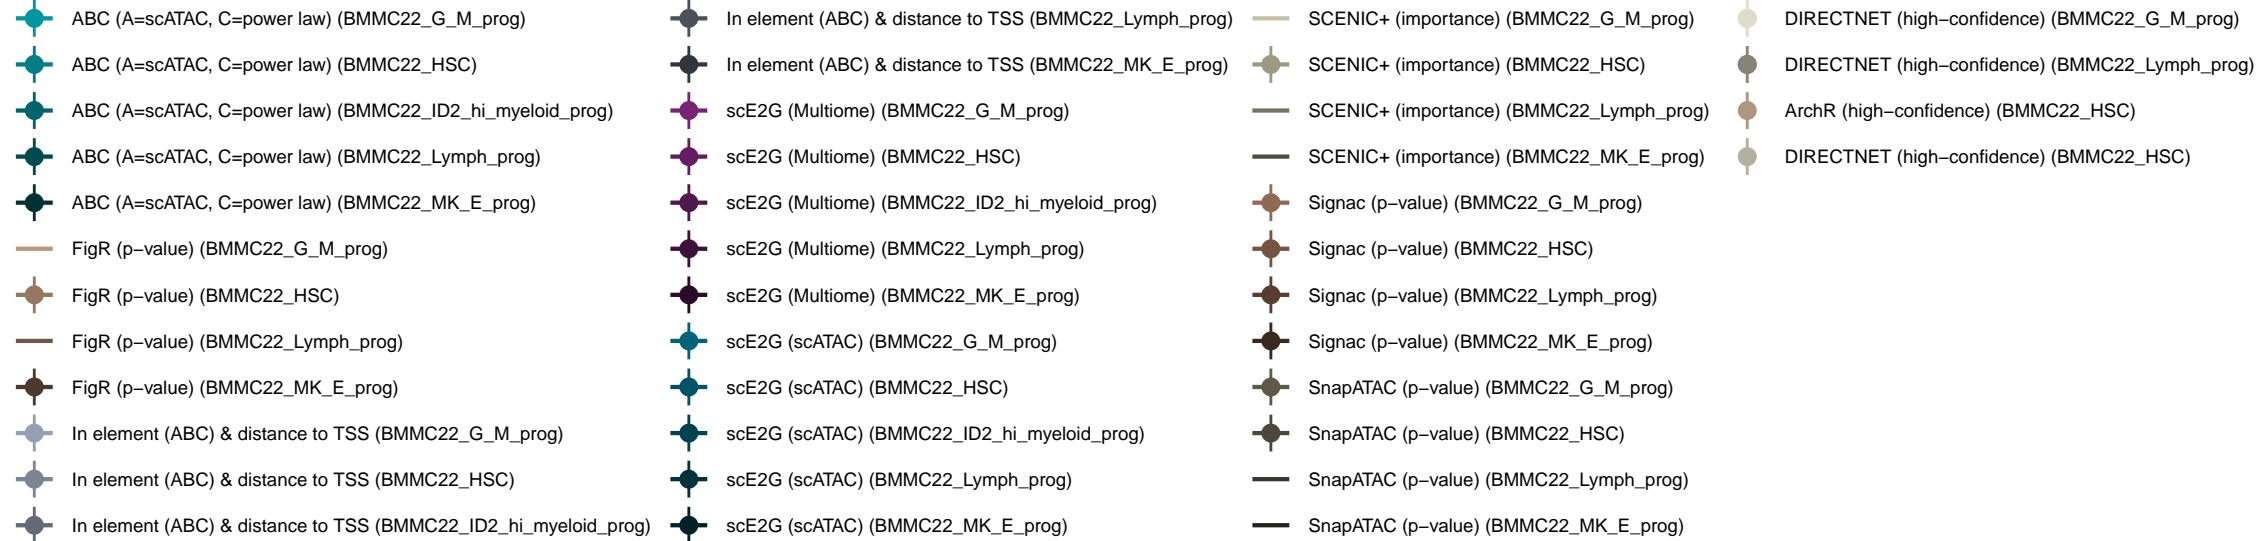 ABC (A=scATAC, C=power law) (BMMC22_G_M_prog)
ABC (A=scATAC, C=power law) (BMMC22_HSC)
ABC (A=scATAC, C=power law) (BMMC22_ID2_hi_myeloid_prog)
ABC (A=scATAC, C=power law) (BMMC22_Lymph_prog)
ABC (A=scATAC, C=power law) (BMMC22_MK_E_prog)
FigR (p−value) (BMMC22_G_M_prog)
FigR (p−value) (BMMC22_HSC)
FigR (p−value) (BMMC22_Lymph_prog)
FigR (p−value) (BMMC22_MK_E_prog)
In element (ABC) & distance to TSS (BMMC22_G_M_prog)
In element (ABC) & distance to TSS (BMMC22_HSC)
In element (ABC) & distance to TSS (BMMC22_ID2_hi_myeloid_prog)
In element (ABC) & distance to TSS (BMMC22_Lymph_prog)
In element (ABC) & distance to TSS (BMMC22_MK_E_prog)
scE2G (Multiome) (BMMC22_G_M_prog)
scE2G (Multiome) (BMMC22_HSC)
scE2G (Multiome) (BMMC22_ID2_hi_myeloid_prog)
scE2G (Multiome) (BMMC22_Lymph_prog)
scE2G (Multiome) (BMMC22_MK_E_prog)
scE2G (scATAC) (BMMC22_G_M_prog)
scE2G (scATAC) (BMMC22_HSC)
scE2G (scATAC) (BMMC22_ID2_hi_myeloid_prog)
scE2G (scATAC) (BMMC22_Lymph_prog)
scE2G (scATAC) (BMMC22_MK_E_prog)
SCENIC+ (importance) (BMMC22_G_M_prog)
SCENIC+ (importance) (BMMC22_HSC)
SCENIC+ (importance) (BMMC22_Lymph_prog)
SCENIC+ (importance) (BMMC22_MK_E_prog)
Signac (p−value) (BMMC22_G_M_prog)
Signac (p−value) (BMMC22_HSC)
Signac (p−value) (BMMC22_Lymph_prog)
Signac (p−value) (BMMC22_MK_E_prog)
SnapATAC (p−value) (BMMC22_G_M_prog)
SnapATAC (p−value) (BMMC22_HSC)
SnapATAC (p−value) (BMMC22_Lymph_prog)
SnapATAC (p−value) (BMMC22_MK_E_prog)
DIRECTNET (high−confidence) (BMMC22_G_M_prog)
DIRECTNET (high−confidence) (BMMC22_Lymph_prog)
ArchR (high−confidence) (BMMC22_HSC)
DIRECTNET (high−confidence) (BMMC22_HSC)